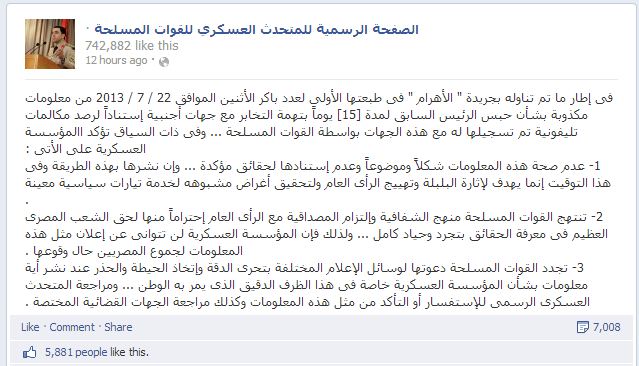 الصفحة الرسمية للمتحدث العسكري للقوات المسلحة ·
742,882 like this
12 hours ago ·
فى إطار ما تم تناوله بجريدة " الأهرام " فى طبعتها الأولي لعدد باكر الأثنين الموافق 22 / 7 / 2013 من معلومات
مكذوبة بشأن حبس الرئيس السابق لمدة [15] يوماً بتهمة التخابر مع جهات أجنبية إستناداً لرصد مكالمات
تليفونية تم تسجيلها له مع هذه الجهات بواسطة القوات المسلحة ... وفى ذات السياق تؤكد االمؤسسة
العسكرية على الأتى :
1- عدم صحة هذه المعلومات شكلاً وموضوعاً وعدم إستنادها لحقائق مؤكدة ... وإن نشرها بهذه الطريقة وفى
هذا التوقيت إنما يهدف لإثارة البلبلة وتهييج الرأى العام ولتحقيق أغراض مشبوهه لخدمة تيارات سياسية معينة
.
2- تنتهج القوات المسلحة منهج الشفافية وإلتزام المصداقية مع الرأى العام إحتراماً منها لحق الشعب المصرى
العظيم فى معرفة الحقائق بتجرد وحياد كامل ... ولذلك فإن المؤسسة العسكرية لن تتوانى عن إعلان مثل هذه
المعلومات لجموع المصريين حال وقوعها .
3- تجدد القوات المسلحة دعوتها لوسائل الإعلام المختلفة بتحرى الدقة وإتخاذ الحيطة والحذر عند نشر أية
معلومات بشأن المؤسسة العسكرية خاصة فى هذا الظرف الدقيق الذى يمر به الوطن ... ومراجعة المتحدث
العسكرى الرسمى للإستفسار أو التأكد من مثل هذه المعلومات وكذلك مراجعة الجهات القضائية المختصة .
Like · Comment · Share 7,008
5,881 people like this.